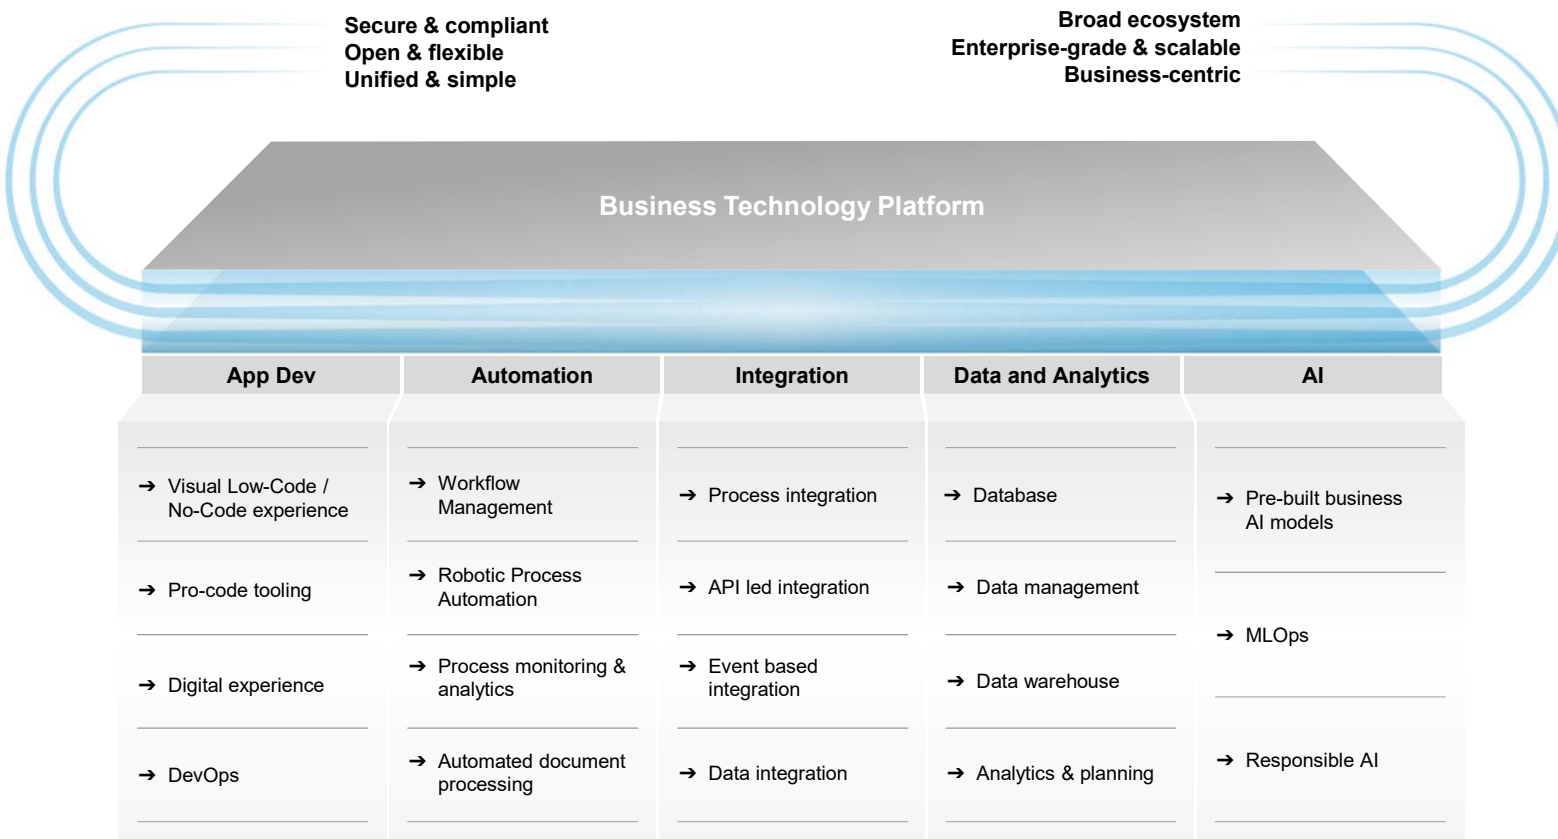 Secure & compliant
Open & flexible
Unified & simple
Broad ecosystem
Enterprise-grade & scalable
Business-centric
Business Technology Platform
App Dev
Automation
Integration
Data and Analytics
AI
➔ Visual Low-Code /
No-Code experience
➔ Pro-code tooling
➔ Digital experience
➔ DevOps
➔ Workflow
Management
➔ Robotic Process
Automation
➔ Process monitoring &
analytics
➔ Automated document
processing
➔ Process integration
➔ API led integration
➔ Event based
integration
➔ Data integration
➔ Database
➔ Data management
➔ Data warehouse
➔ Analytics & planning
➔ Pre-built business
AI models
➔ MLOps
➔ Responsible AI